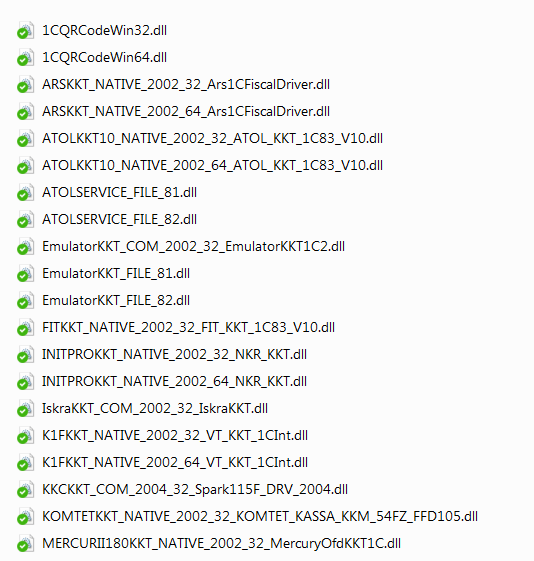 1CQRCodeWin32.dll
1CQRCodeWin64.dll
ARSKKT_NATIVE_2002_32_Ars1CFiscalDriver.dll
ARSKKT_NATIVE_2002_64_Ars1CFiscalDriver.dll
ATOLKKT10_NATIVE_2002_32_ATOL_KKT_1C83_V10.dll
ATOLKKT10_NATIVE_2002_64_ATOL_KKT_1C83_V10.dll
ATOLSERVICE_FILE_81.dll
ATOLSERVICE_FILE_82.dll
EmulatorKKT_COM_2002_32_EmulatorKKT1C2.dll
EmulatorKKT_FILE_81.dll
EmulatorKKT_FILE_82.dll
FITKKT_NATIVE_2002_32_FIT_KKT_1C83_V10.dll
INITPROKKT_NATIVE_2002_32_NKR_KKT.dll
INITPROKKT_NATIVE_2002_64_NKR_KKT.dll
IskraKKT_COM_2002_32_IskraKKT.dll
K1FKKT_NATIVE_2002_32_VT_KKT_1CInt.dll
K1FKKT_NATIVE_2002_64_VT_KKT_1CInt.dll
KKCKKT_COM_2004_32_Spark115F_DRV_2004.dll
KOMTETKKT_NATIVE_2002_32_KOMTET_KASSA_KKM_54FZ_FFD105.dll
MERCURII180KKT_NATIVE_2002_32_MercuryOfdKKT1C.dll